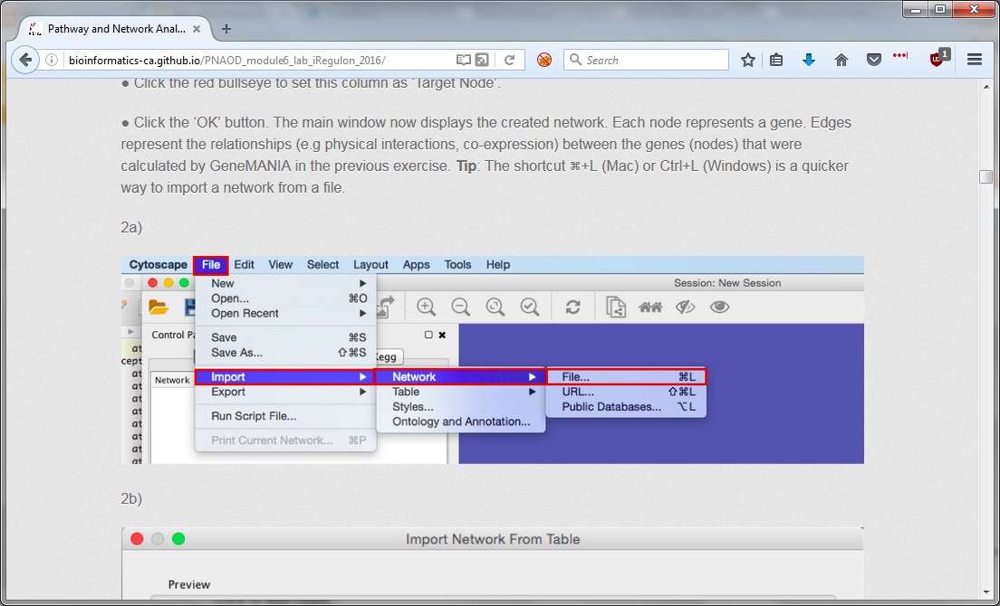 Pathway and Network Anal...
bioinformatics-ca.github.io/PNAOD_module6_lab_iRegulon_2016/
Search
1
● Click the red bullseye to set this column as ‘Target Node’.
● Click the ‘OK’ button. The main window now displays the created network. Each node represents a gene. Edges
represent the relationships (e.g physical interactions, co-expression) between the genes (nodes) that were
calculated by GeneMANIA in the previous exercise. Tip: The shortcut ⌘+L (Mac) or Ctrl+L (Windows) is a quicker
way to import a network from a file.
2a)
Cytoscape File Edit View Select Layout Apps Tools Help
Session: New Session
New
Open... ⌘O
Open Recent
Save ⌘S
Save As... ⇧⌘S
Import
Export
Run Script File...
Print Current Network... ⌘P
Control Pa
Kegg
Network
at
cept
at
at
at
at
at
at
at
Network
Table
Styles...
Ontology and Annotation...
File... ⌘L
URL... ⇧⌘L
Public Databases... ⌥L
2b)
Import Network From Table
Preview